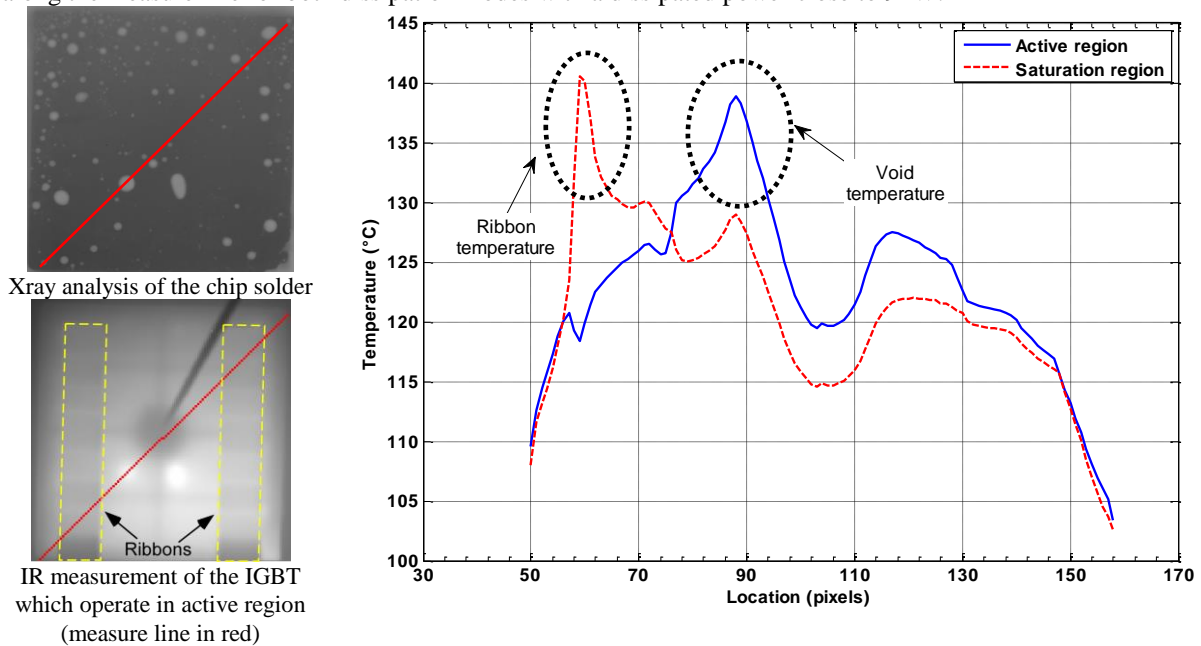 Xray analysis of the chip solder
Ribbons
IR measurement of the IGBT
which operate in active region
(measure line in red)
145
140
135
130
125
120
115
110
105
100
Temperature (°C)
30
50
70
90
110
130
150
170
Location (pixels)
Active region
Saturation region
Ribbon
temperature
Void
temperature